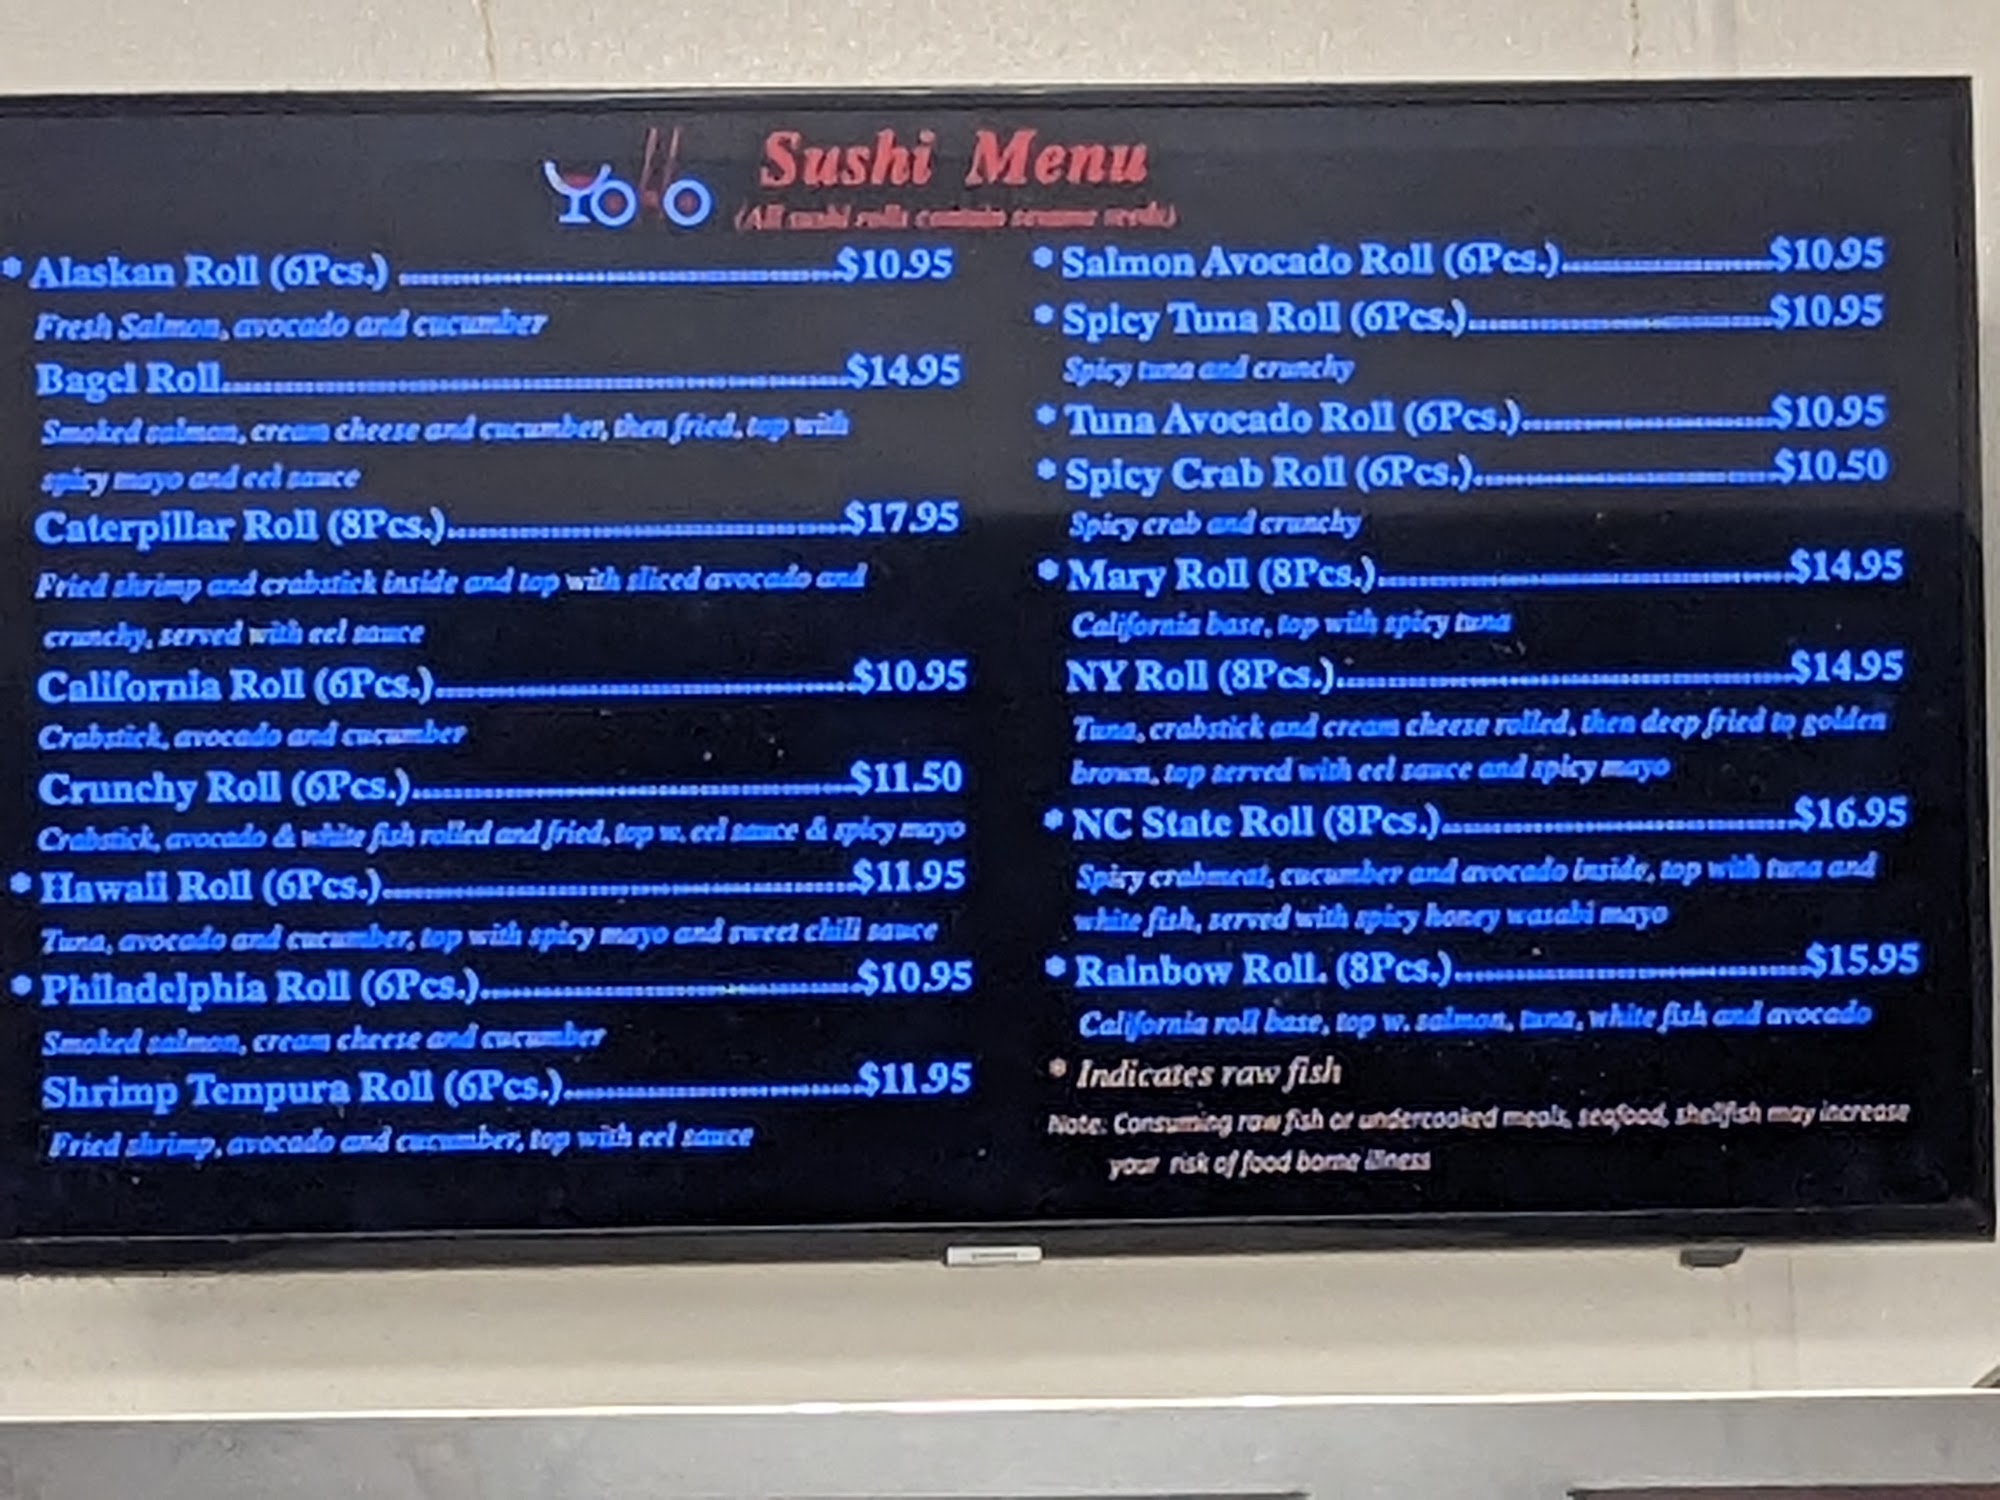 YOLO
Sushi Menu
(All sushi rolls contain sesame seeds)
* Alaskan Roll (6Pcs.) ........ $10.95
Fresh Salmon, avocado and cucumber
Bagel Roll ........ $14.95
Smoked salmon, cream cheese and cucumber, then fried, top with
spicy mayo and eel sauce
Caterpillar Roll (8Pcs.) ........ $17.95
Fried shrimp and crabstick inside and top with sliced avocado and
crunchy, served with eel sauce
California Roll (6Pcs.) ........ $10.95
Crabstick, avocado and cucumber
Crunchy Roll (6Pcs.) ........ $11.50
Crabstick, avocado & white fish rolled and fried, top w. eel sauce & spicy mayo
* Hawaii Roll (6Pcs.) ........ $11.95
Tuna, avocado and cucumber, top with spicy mayo and sweet chili sauce
* Philadelphia Roll (6Pcs.) ........ $10.95
Smoked salmon, cream cheese and cucumber
Shrimp Tempura Roll (6Pcs.) ........ $11.95
Fried shrimp, avocado and cucumber, top with eel sauce
* Salmon Avocado Roll (6Pcs.) ........ $10.95
* Spicy Tuna Roll (6Pcs.) ........ $10.95
Spicy tuna and crunchy
* Tuna Avocado Roll (6Pcs.) ........ $10.95
* Spicy Crab Roll (6Pcs.) ........ $10.50
Spicy crab and crunchy
* Mary Roll (8Pcs.) ........ $14.95
California base, top with spicy tuna
NY Roll (8Pcs.) ........ $14.95
Tuna, crabstick and cream cheese rolled, then deep fried to golden
brown, top served with eel sauce and spicy mayo
* NC State Roll (8Pcs.) ........ $16.95
Spicy crabmeat, cucumber and avocado inside, top with tuna and
white fish, served with spicy honey wasabi mayo
* Rainbow Roll. (8Pcs.) ........ $15.95
California roll base, top w. salmon, tuna, white fish and avocado
* Indicates raw fish
Note: Consuming raw fish or undercooked meals, seafood, shellfish may increase
your risk of food borne illness